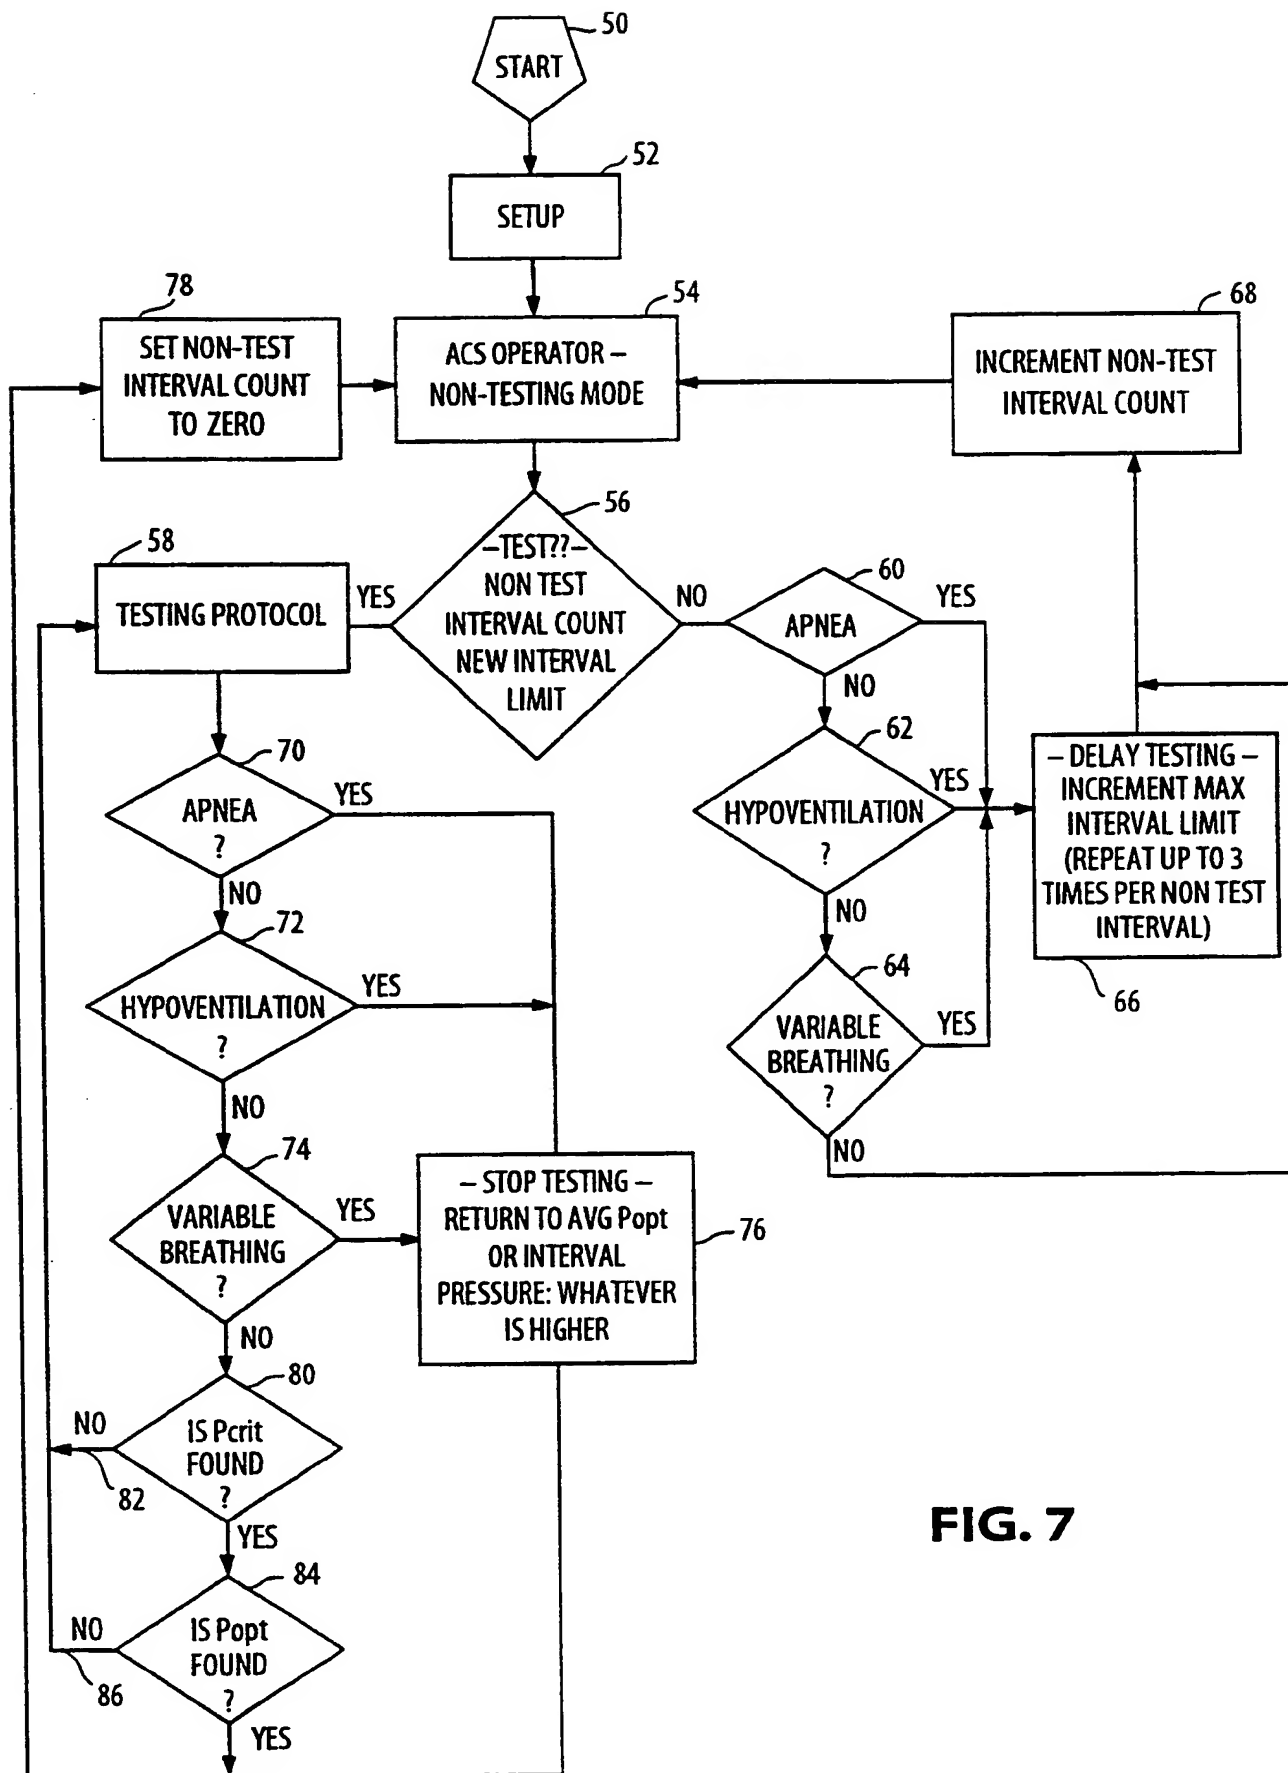 50
START
52
SETUP
78
SET NON-TEST
INTERVAL COUNT
TO ZERO
54
ACS OPERATOR –
NON-TESTING MODE
68
INCREMENT NON-TEST
INTERVAL COUNT
56
–TEST??–
NON TEST
INTERVAL COUNT
NEW INTERVAL
LIMIT
58
TESTING PROTOCOL
YES
NO
60
APNEA
YES
NO
62
HYPOVENTILATION
?
YES
NO
– DELAY TESTING –
INCREMENT MAX
INTERVAL LIMIT
(REPEAT UP TO 3
TIMES PER NON TEST
INTERVAL)
66
64
VARIABLE
BREATHING
?
YES
NO
70
APNEA
?
YES
NO
72
HYPOVENTILATION
?
YES
NO
74
VARIABLE
BREATHING
?
YES
NO
– STOP TESTING –
RETURN TO AVG Popt
OR INTERVAL
PRESSURE: WHATEVER
IS HIGHER
76
80
IS Pcrit
FOUND
?
NO
82
YES
84
IS Popt
FOUND
?
NO
86
YES
FIG. 7